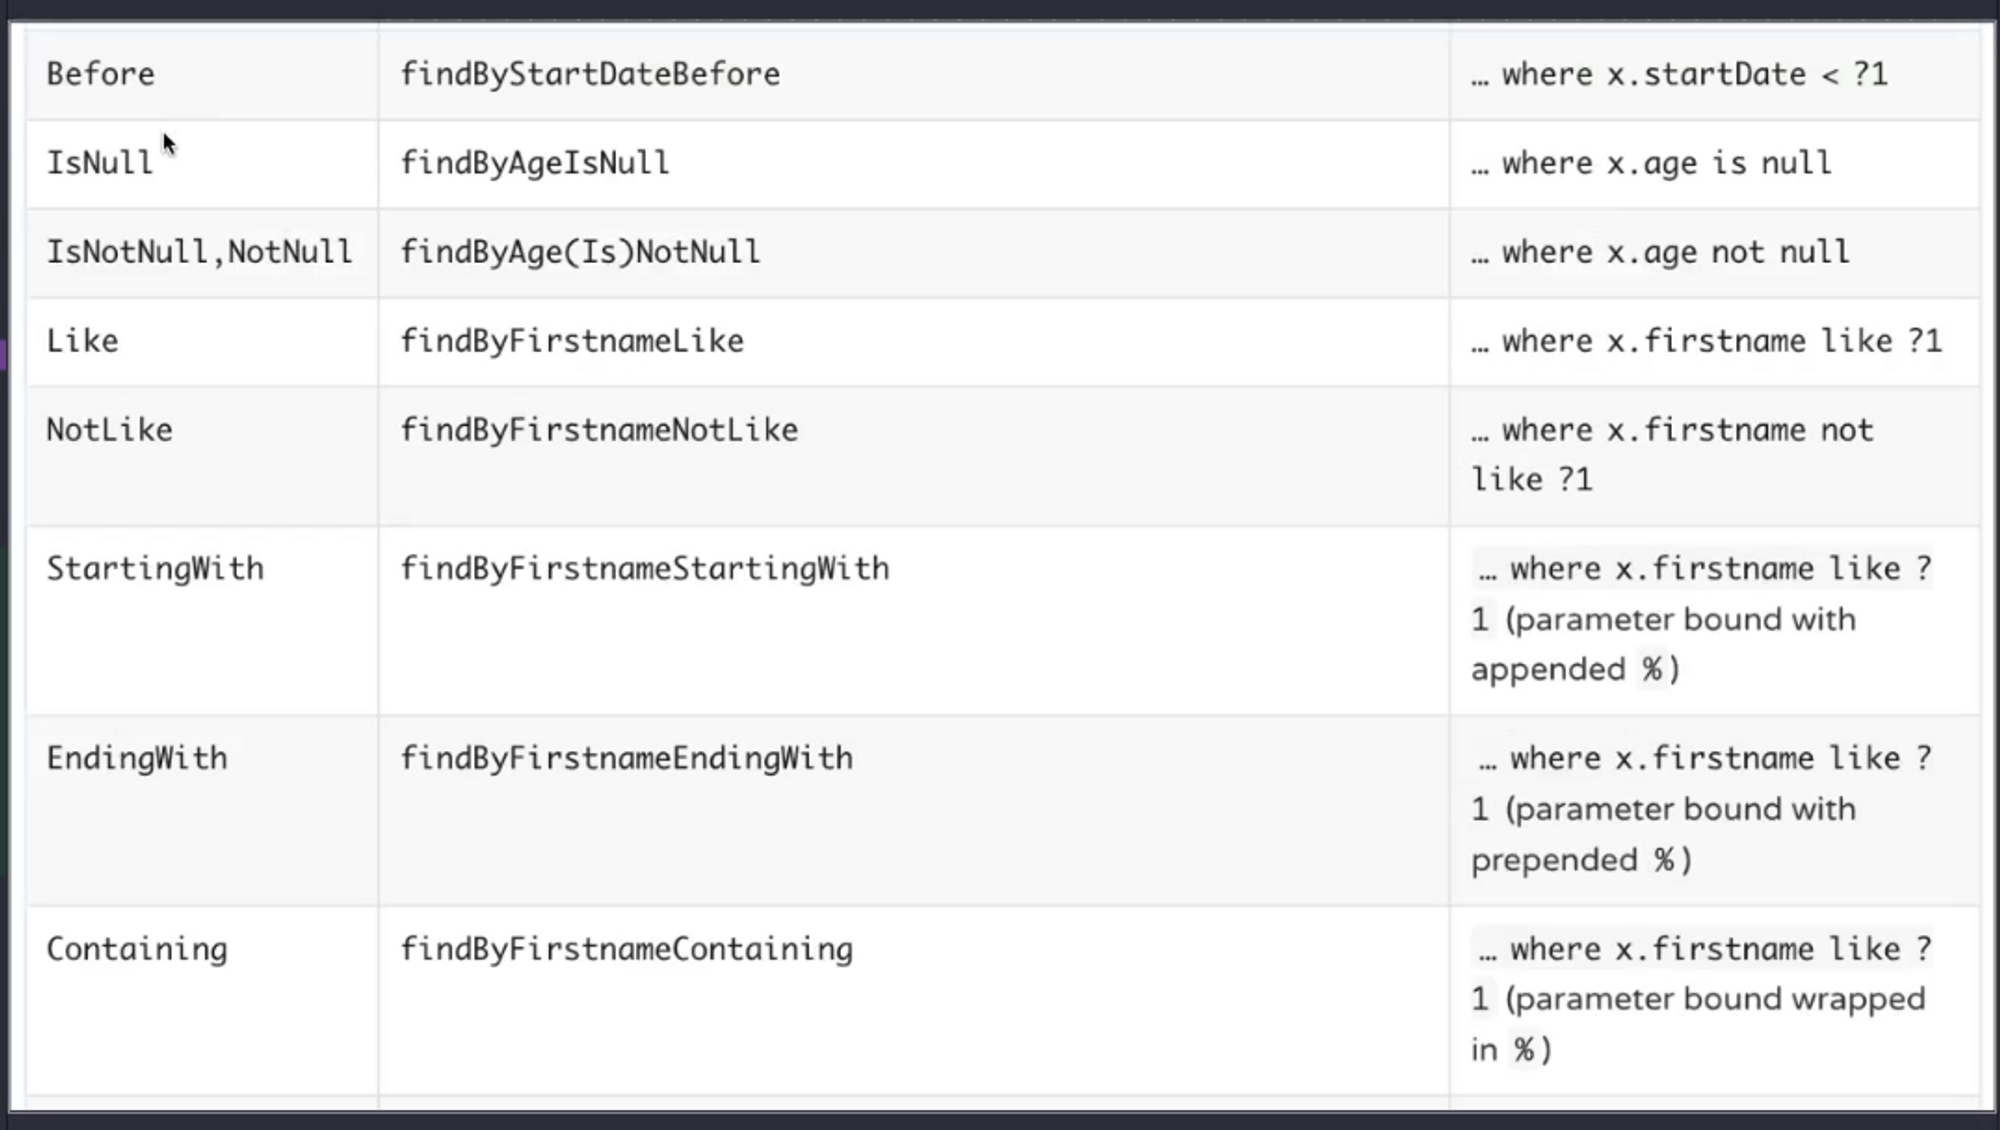 Before findByStartDateBefore … where x.startDate < ?1
IsNull findByAgeIsNull … where x.age is null
IsNotNull,NotNull findByAge(Is)NotNull … where x.age not null
Like findByFirstnameLike … where x.firstname like ?1
NotLike findByFirstnameNotLike … where x.firstname not
like ?1
StartingWith findByFirstnameStartingWith … where x.firstname like ?
1 (parameter bound with
appended %)
EndingWith findByFirstnameEndingWith … where x.firstname like ?
1 (parameter bound with
prepended %)
Containing findByFirstnameContaining … where x.firstname like ?
1 (parameter bound wrapped
in %)